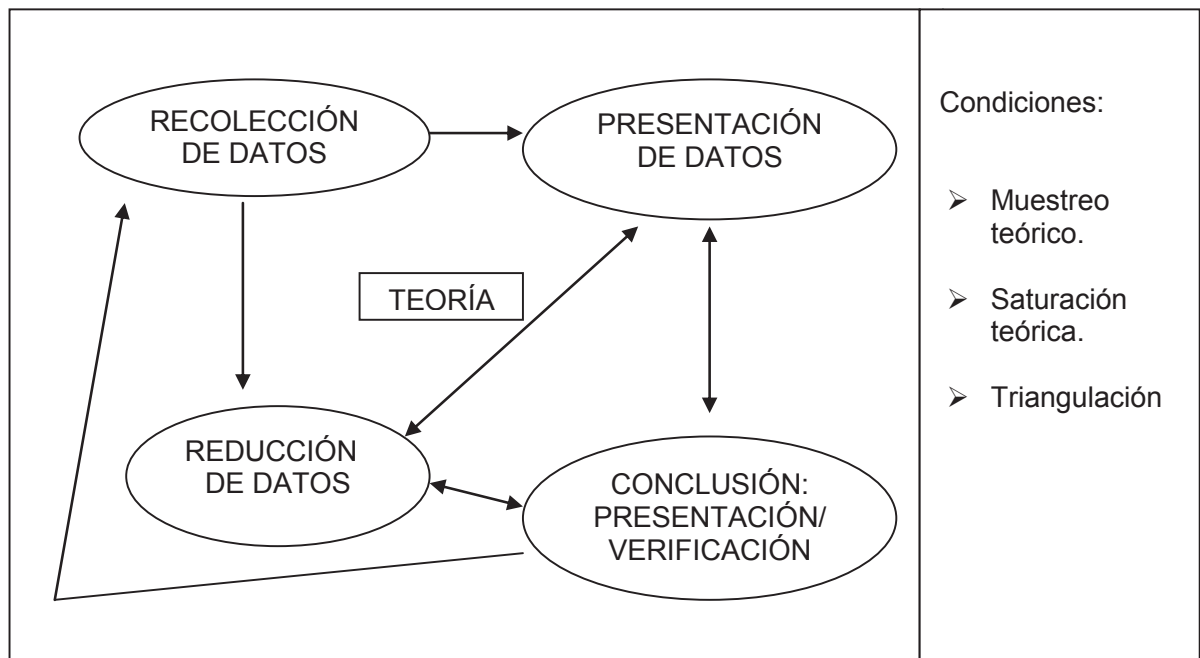 RECOLECCIÓN
DE DATOS
PRESENTACIÓN
DE DATOS
TEORÍA
REDUCCIÓN
DE DATOS
CONCLUSIÓN:
PRESENTACIÓN/
VERIFICACIÓN
Condiciones:
➢ Muestreo
teórico.
➢ Saturación
teórica.
➢ Triangulación